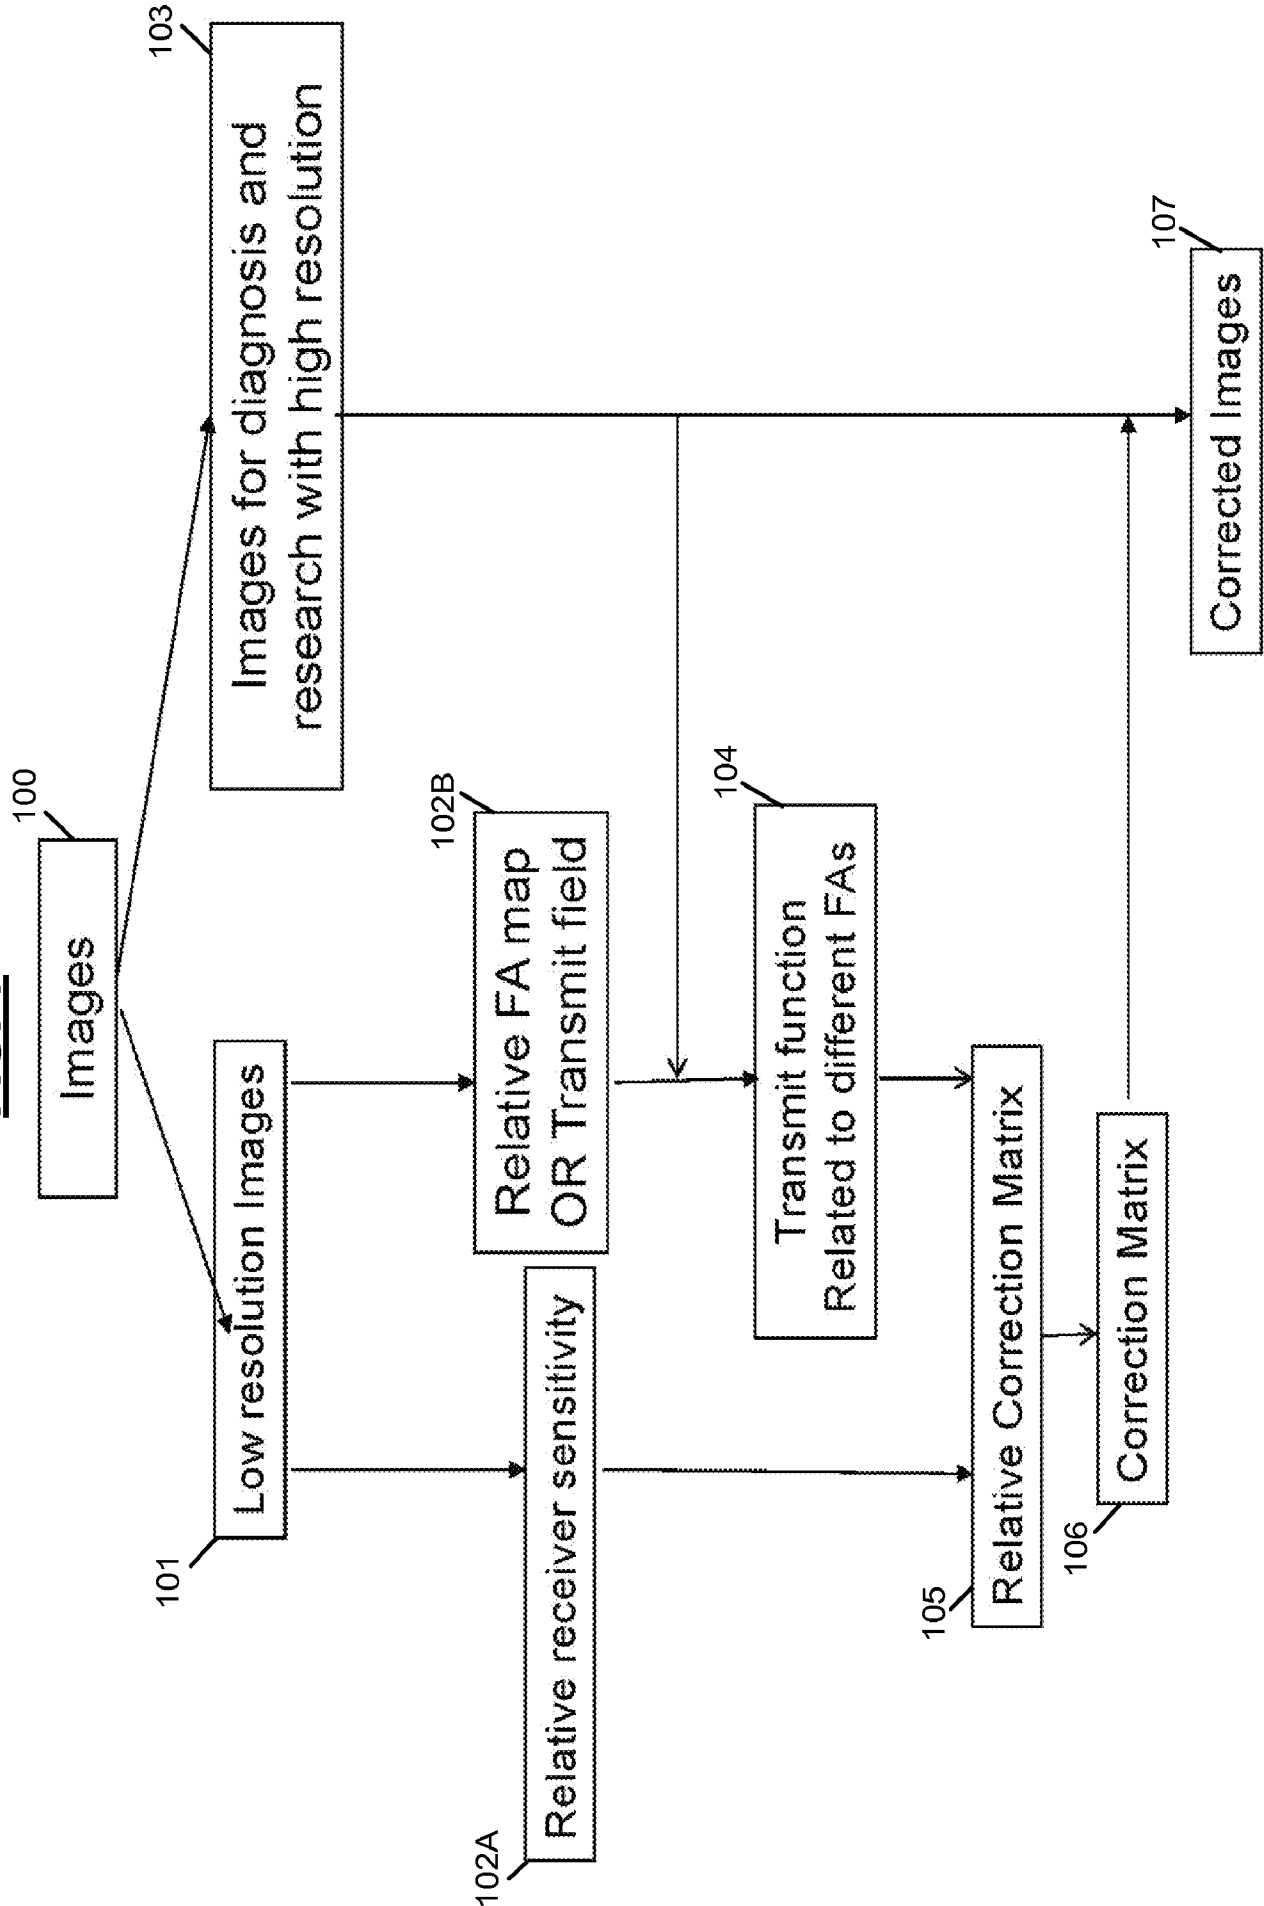 100
Images
101
Low resolution Images
103
Images for diagnosis and
research with high resolution
102A
Relative receiver sensitivity
102B
Relative FA map
OR Transmit field
104
Transmit function
Related to different FAs
105
Relative Correction Matrix
106
Correction Matrix
107
Corrected Images